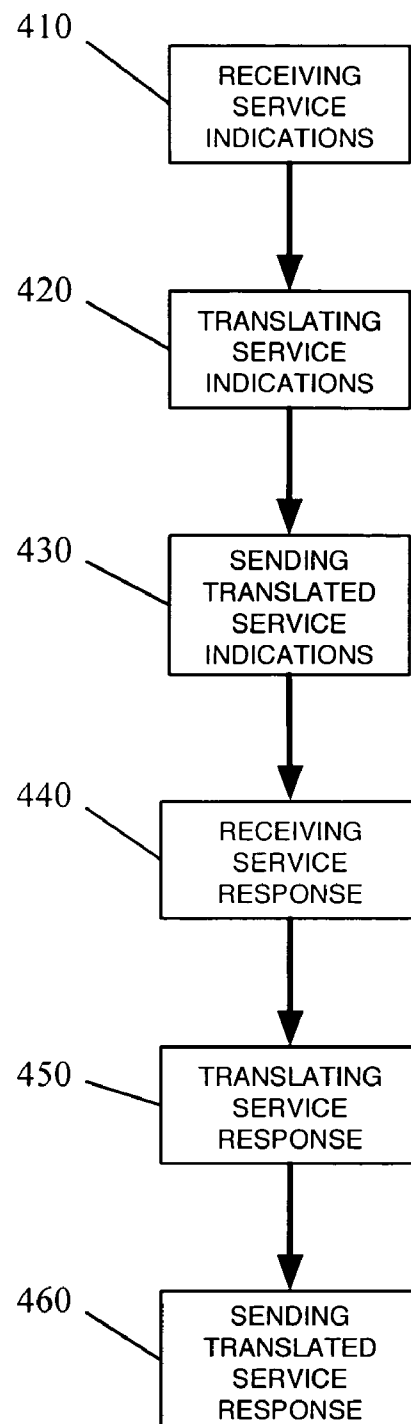 410
RECEIVING
SERVICE
INDICATIONS
420
TRANSLATING
SERVICE
INDICATIONS
430
SENDING
TRANSLATED
SERVICE
INDICATIONS
440
RECEIVING
SERVICE
RESPONSE
450
TRANSLATING
SERVICE
RESPONSE
460
SENDING
TRANSLATED
SERVICE
RESPONSE